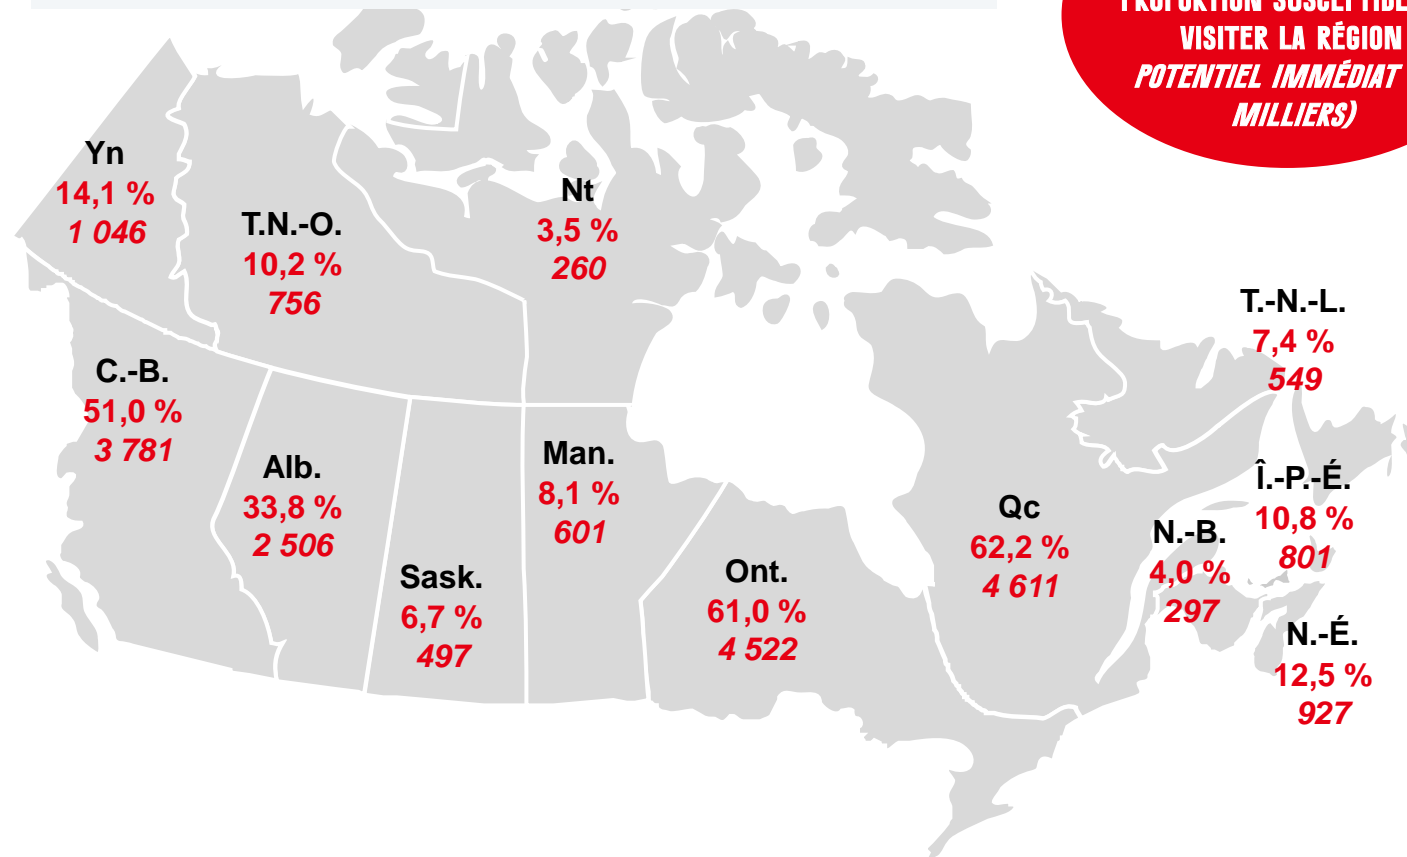 VISITER LA RÉGION
POTENTIEL IMMÉDIAT
MILLIERS)
Yn
14,1 %
1 046
T.N.-O.
10,2 %
756
Nt
3,5 %
260
C.-B.
51,0 %
3 781
Alb.
33,8 %
2 506
Sask.
6,7 %
497
Man.
8,1 %
601
Ont.
61,0 %
4 522
Qc
62,2 %
4 611
T.-N.-L.
7,4 %
549
Î.-P.-É.
10,8 %
801
N.-B.
4,0 %
297
N.-É.
12,5 %
927